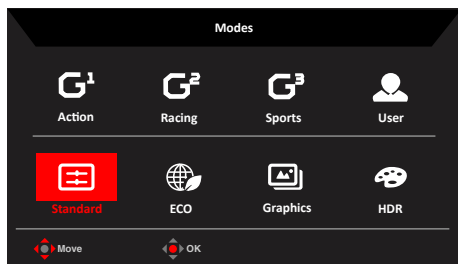 Modes
G1 G2 G3
Action Racing Sports User
Standard ECO Graphics HDR
Move OK